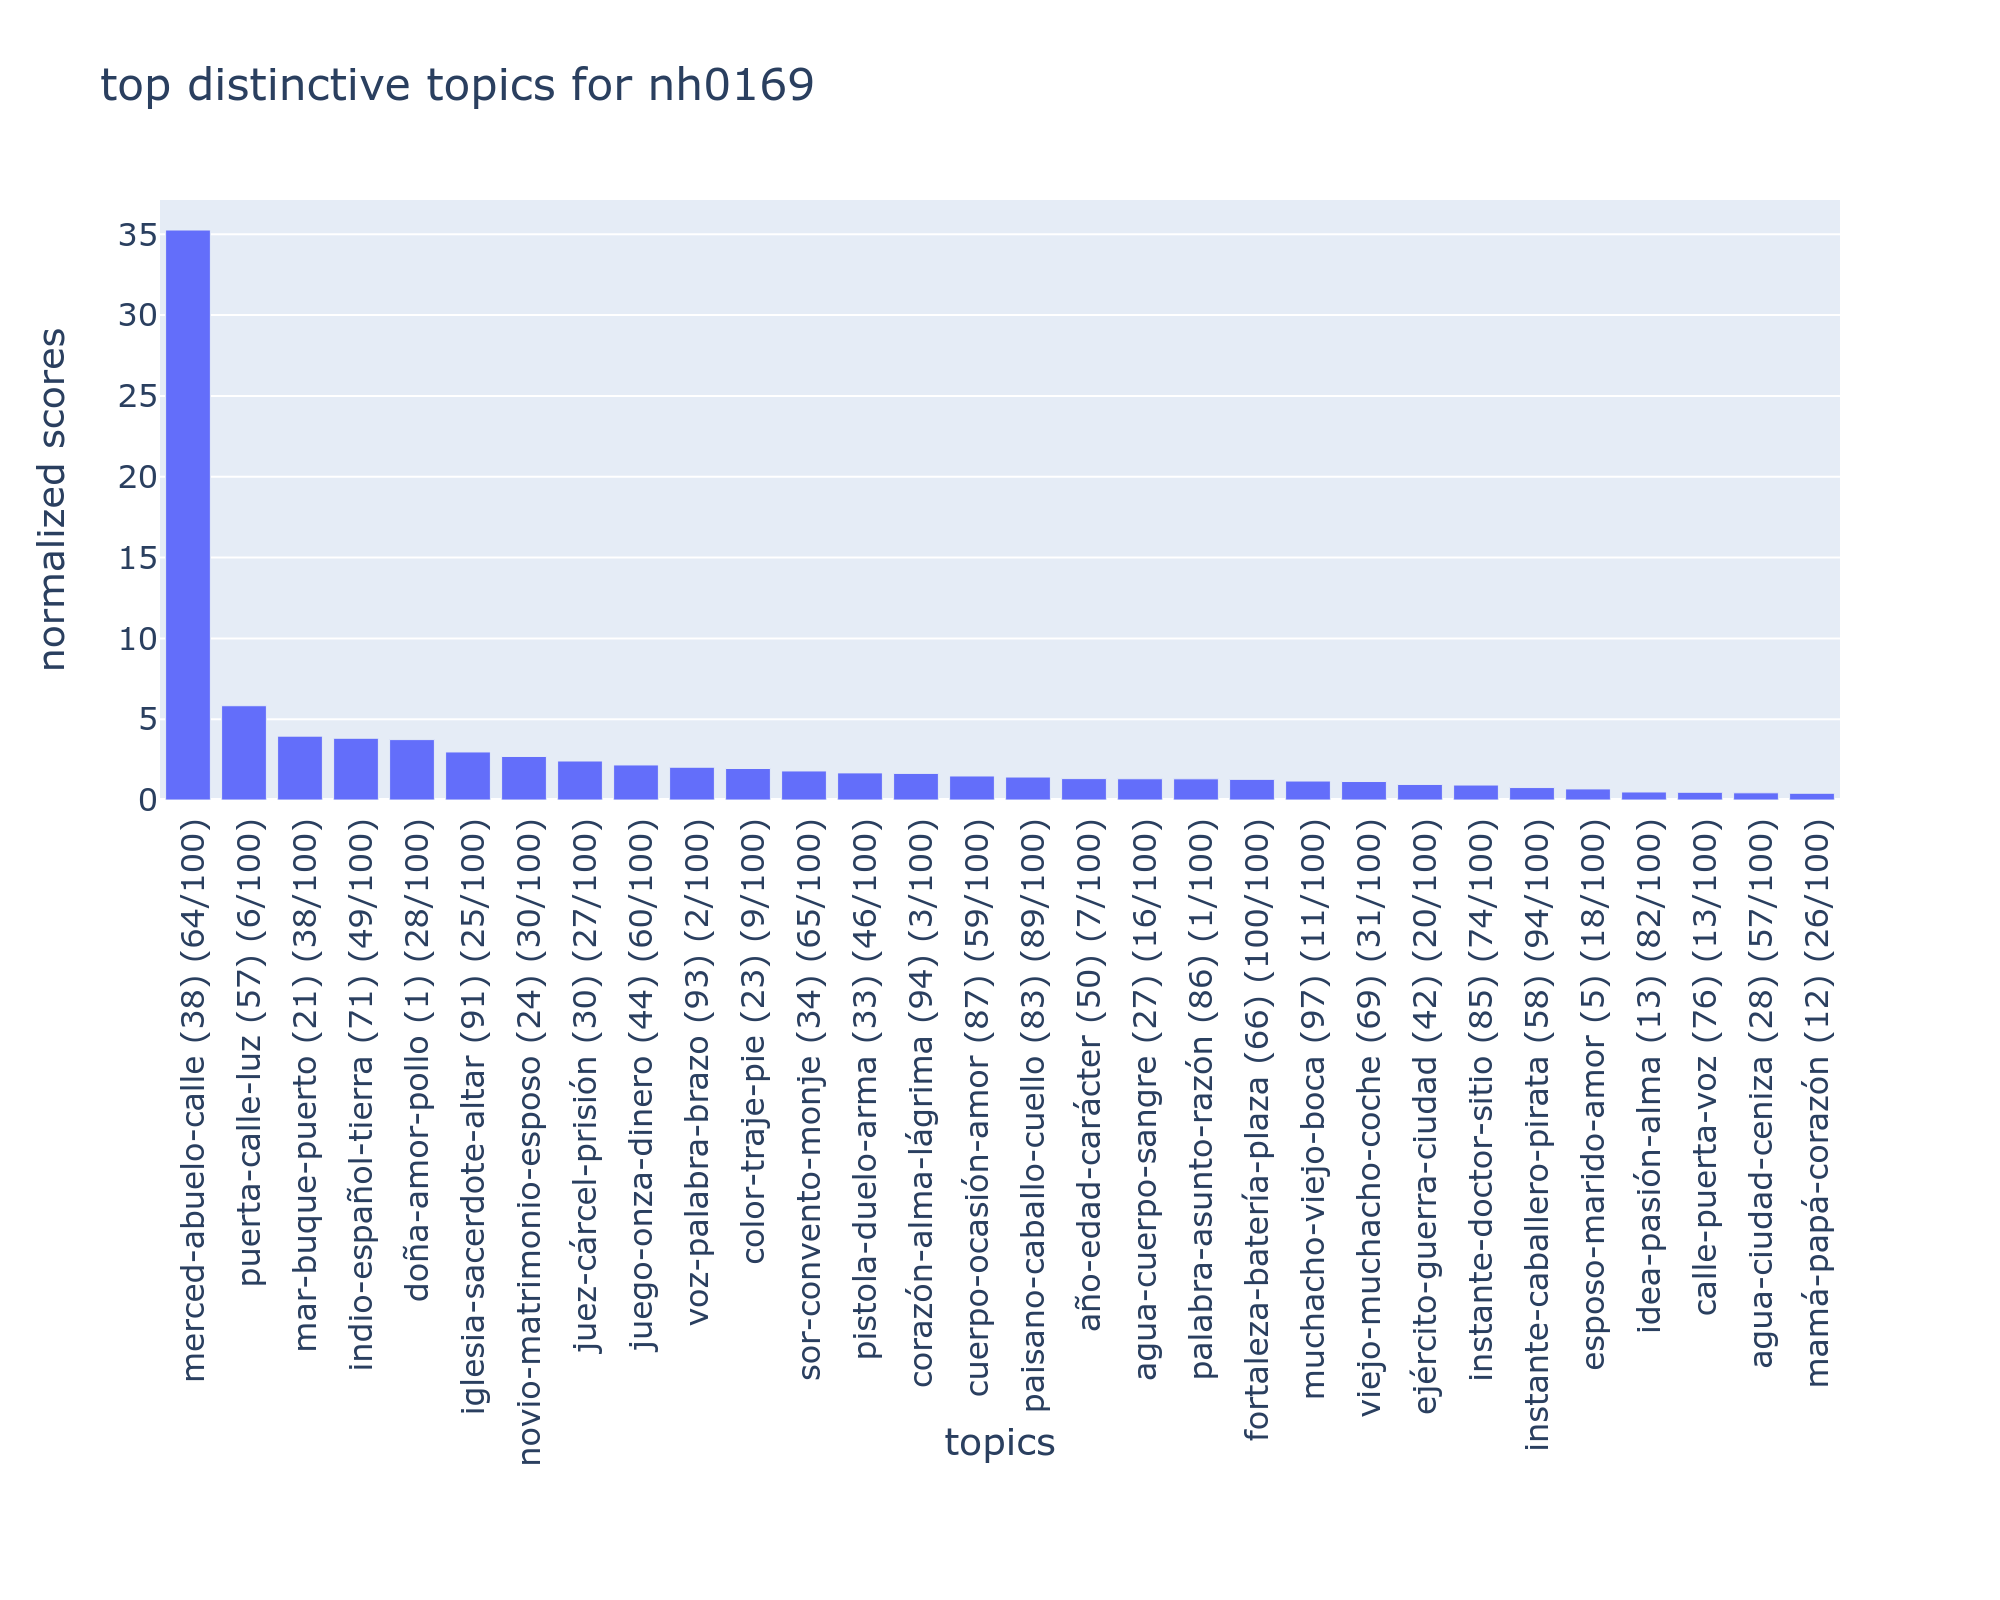 top distinctive topics for nh0169
normalized scores
35
30
25
20
15
10
5
0
merced-abuelo-calle (38) (64/100)
puerta-calle-luz (57) (6/100)
mar-buque-puerto (21) (38/100)
indio-español-tierra (71) (49/100)
doña-amor-pollo (1) (28/100)
iglesia-sacerdote-altar (91) (25/100)
novio-matrimonio-esposo (24) (30/100)
juez-cárcel-prisión (30) (27/100)
juego-onza-dinero (44) (60/100)
voz-palabra-brazo (93) (2/100)
color-traje-pie (23) (9/100)
sor-convento-monje (34) (65/100)
pistola-duelo-arma (33) (46/100)
corazón-alma-lágrima (94) (3/100)
cuerpo-ocasión-amor (87) (59/100)
paisano-caballo-cuello (83) (89/100)
año-edad-carácter (50) (7/100)
agua-cuerpo-sangre (27) (16/100)
palabra-asunto-razón (86) (1/100)
fortaleza-batería-plaza (66) (100/100)
muchacho-viejo-boca (97) (11/100)
viejo-muchacho-coche (69) (31/100)
ejército-guerra-ciudad (42) (20/100)
instante-doctor-sitio (85) (74/100)
instante-caballero-pirata (58) (94/100)
esposo-marido-amor (5) (18/100)
idea-pasión-alma (13) (82/100)
calle-puerta-voz (76) (13/100)
agua-ciudad-ceniza (28) (57/100)
mamá-papá-corazón (12) (26/100)
topics